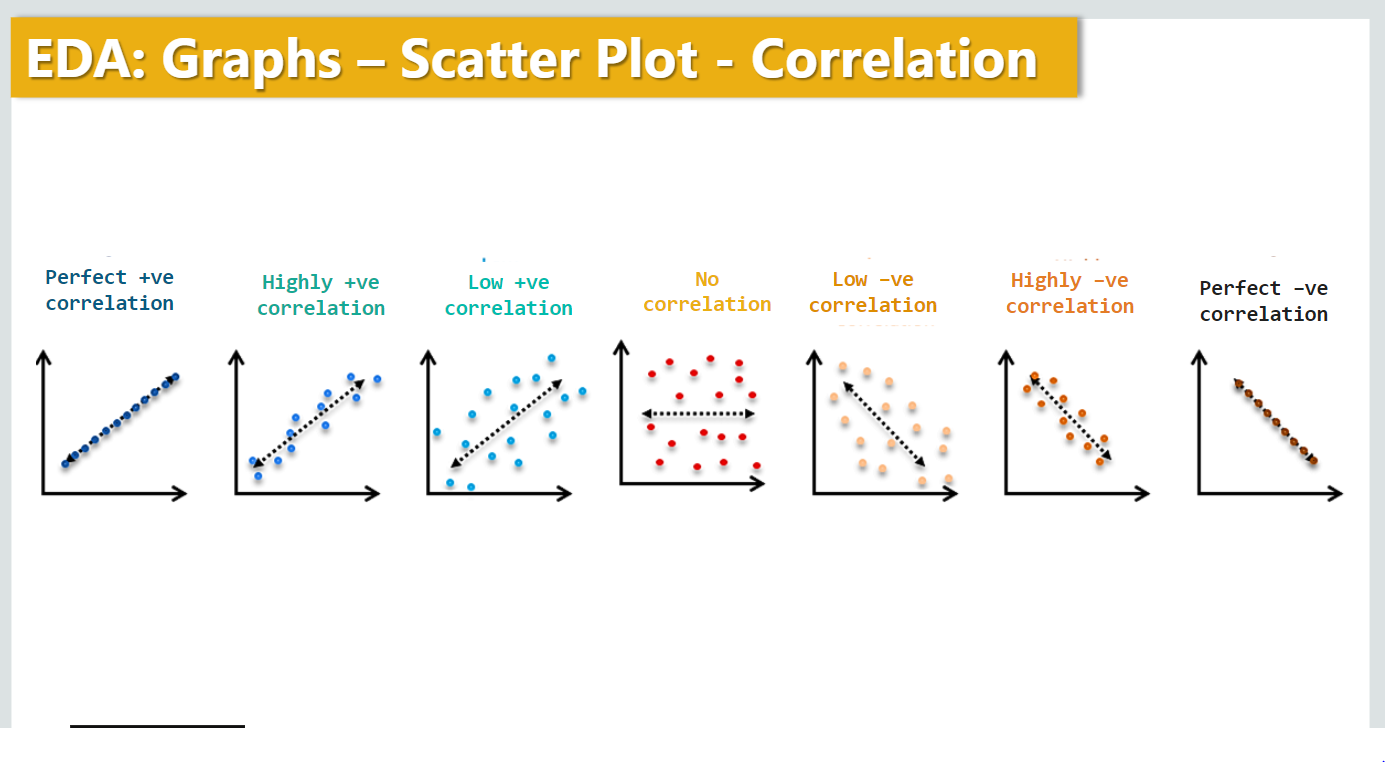 EDA: Graphs – Scatter Plot - Correlation
Perfect +ve
correlation
Highly +ve
correlation
Low +ve
correlation
No
correlation
Low –ve
correlation
Highly –ve
correlation
Perfect –ve
correlation